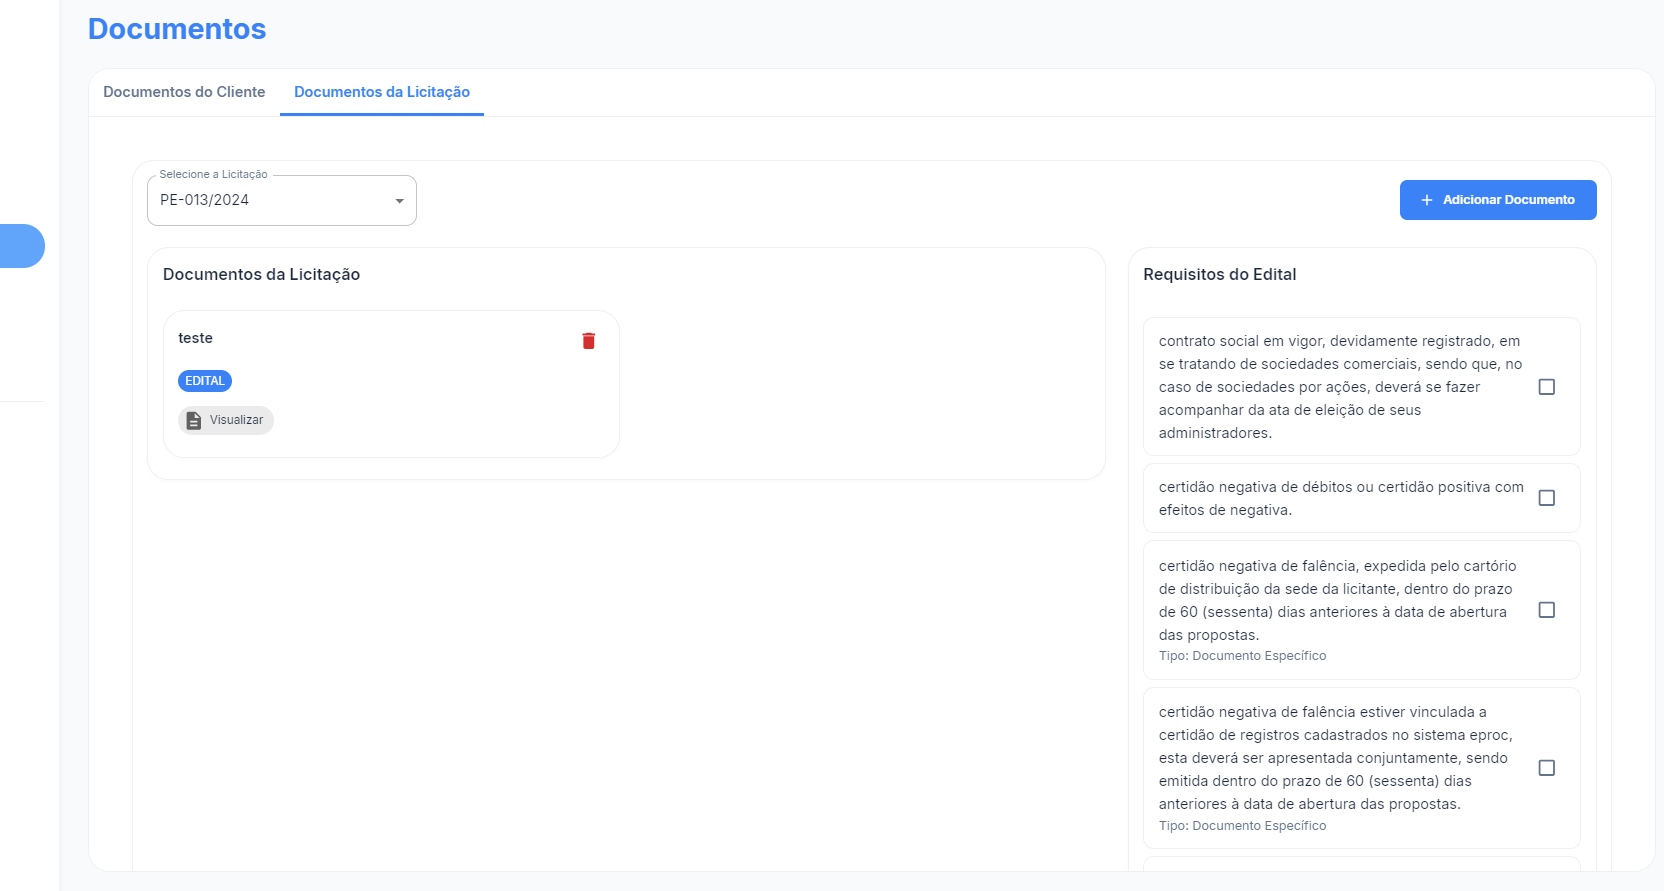 Documentos
Documentos do Cliente
Documentos da Licitação
Selecione a Licitação
PE-013/2024
Adicionar Documento
Documentos da Licitação
teste
EDITAL
Visualizar
Requisitos do Edital
contrato social em vigor, devidamente registrado, em
se tratando de sociedades comerciais, sendo que, no
caso de sociedades por ações, deverá se fazer
acompanhar da ata de eleição de seus
administradores.
certidão negativa de débitos ou certidão positiva com
efeitos de negativa.
certidão negativa de falência, expedida pelo cartório
de distribuição da sede da licitante, dentro do prazo
de 60 (sessenta) dias anteriores à data de abertura
das propostas.
Tipo: Documento Específico
certidão negativa de falência estiver vinculada a
certidão de registros cadastrados no sistema eproc,
esta deverá ser apresentada conjuntamente, sendo
emitida dentro do prazo de 60 (sessenta) dias
anteriores à data de abertura das propostas.
Tipo: Documento Específico